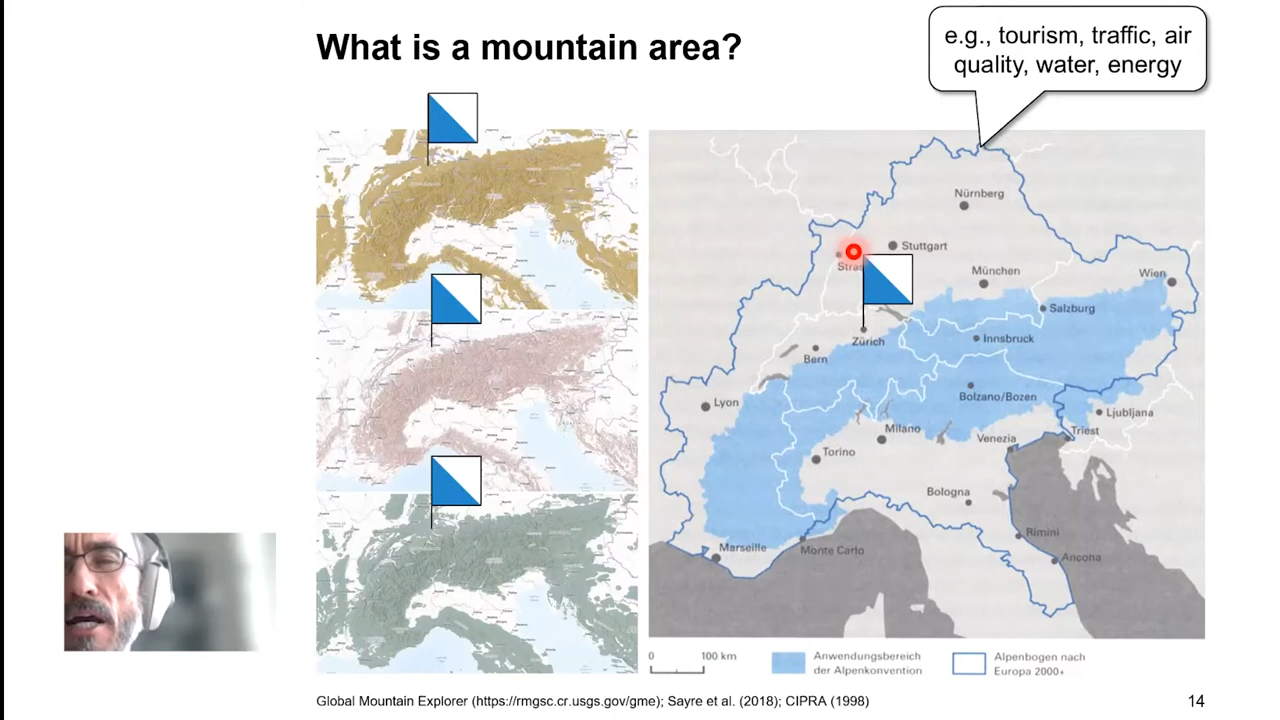 What is a mountain area?
e.g., tourism, traffic, air
quality, water, energy
Nürnberg
Stuttgart
Stras
München
Wien
Salzburg
Zürich
Innsbruck
Bern
Bolzano/Bozen
Lyon
Ljubljana
Milano
Triest
Venezia
Torino
Bologna
Rimini
Marseille
Monte Carlo
Ancona
0 100 km
Anwendungsbereich
der Alpenkonvention
Alpenbogen nach
Europa 2000+
Global Mountain Explorer (https://rmgsc.cr.usgs.gov/gme); Sayre et al. (2018); CIPRA (1998)
14